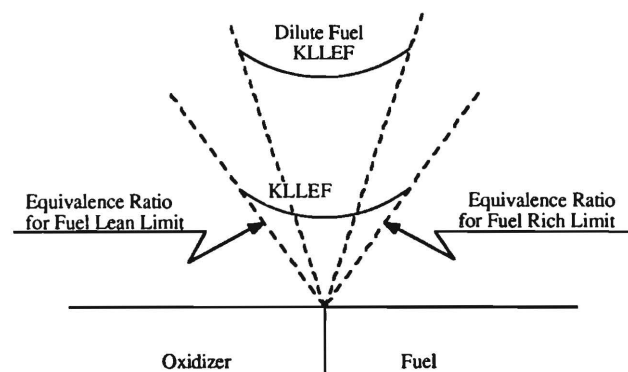 Dilute Fuel
KLLEF
KLLEF
Equivalence Ratio
for Fuel Lean Limit
Equivalence Ratio
for Fuel Rich Limit
Oxidizer
Fuel